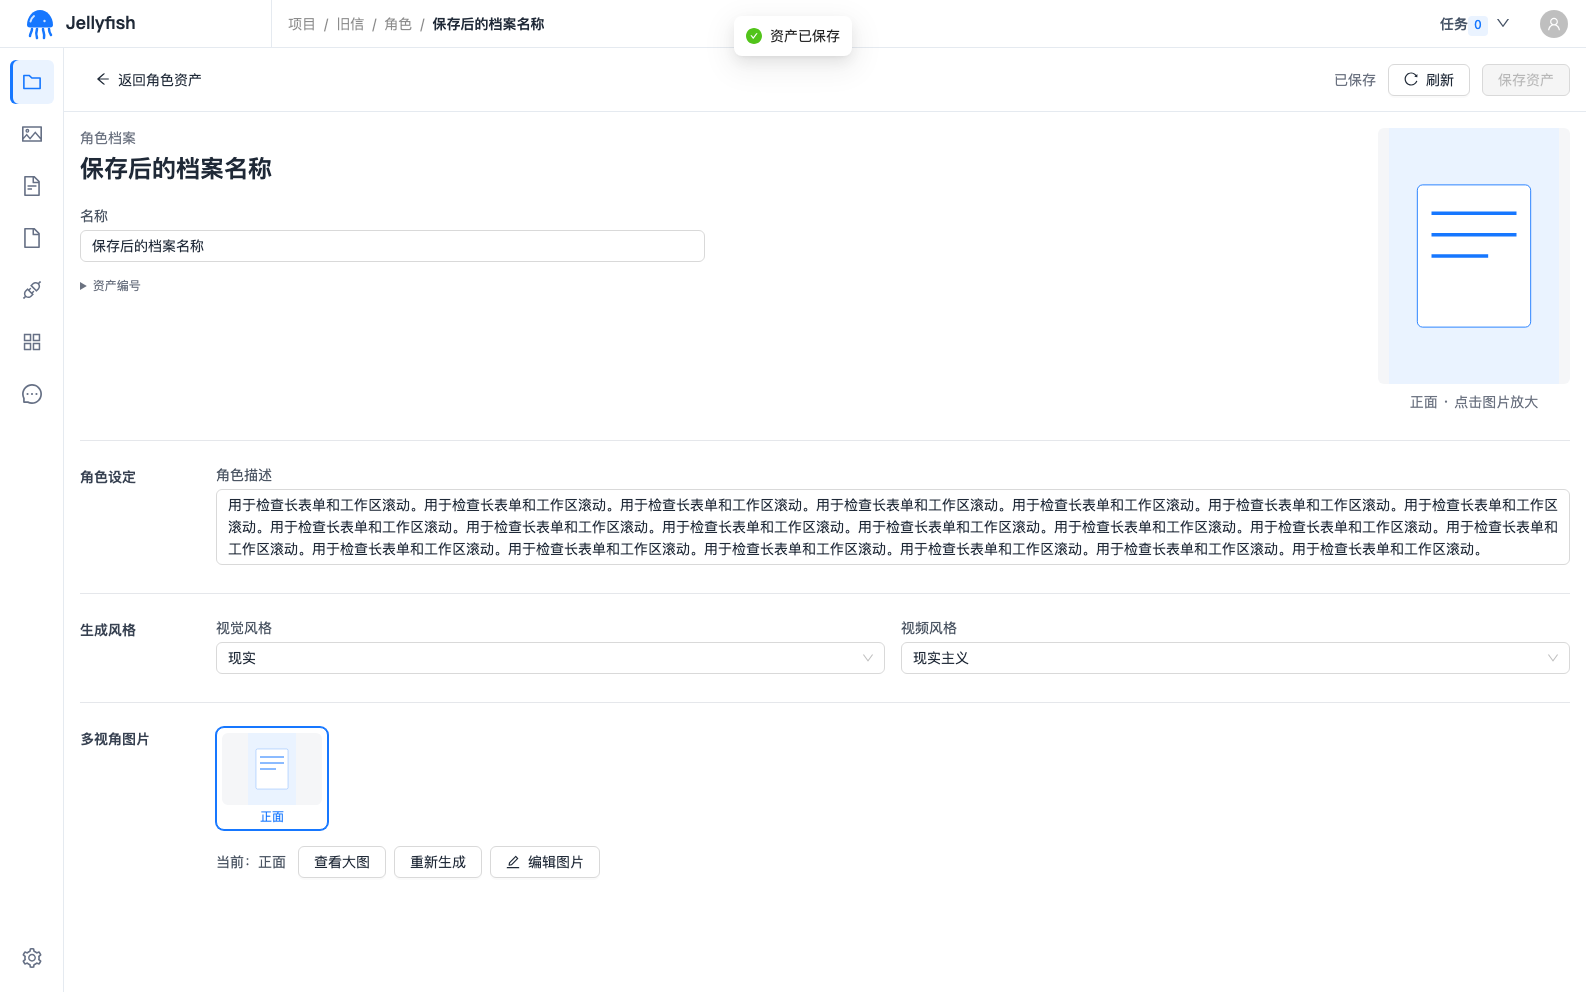 Jellyfish
项目 / 旧信 / 角色 / 保存后的档案名称
资产已保存
任务 0
返回角色资产
已保存
刷新
保存资产
角色档案
保存后的档案名称
名称
保存后的档案名称
资产编号
正面 · 点击图片放大
角色设定
角色描述
用于检查长表单和工作区滚动。用于检查长表单和工作区滚动。用于检查长表单和工作区滚动。用于检查长表单和工作区滚动。用于检查长表单和工作区滚动。用于检查长表单和工作区滚动。用于检查长表单和工作区
滚动。用于检查长表单和工作区滚动。用于检查长表单和工作区滚动。用于检查长表单和工作区滚动。用于检查长表单和工作区滚动。用于检查长表单和工作区滚动。用于检查长表单和工作区滚动。用于检查长表单和
工作区滚动。用于检查长表单和工作区滚动。用于检查长表单和工作区滚动。用于检查长表单和工作区滚动。用于检查长表单和工作区滚动。用于检查长表单和工作区滚动。用于检查长表单和工作区滚动。
生成风格
视觉风格
视频风格
现实
现实主义
多视角图片
正面
当前：正面
查看大图
重新生成
编辑图片